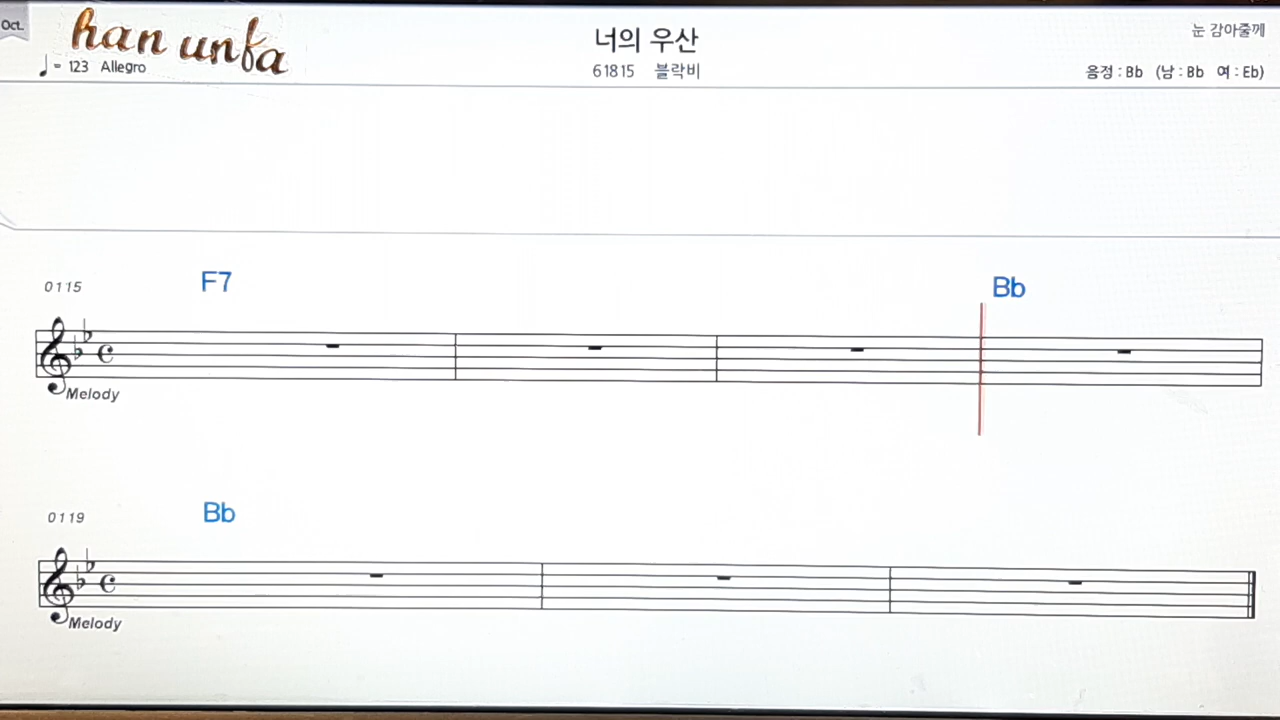 Oct.
han unfa
♩ = 123 Allegro
너의 우산
61815 블락비
눈 감아줄께
음정 : Bb (남 : Bb 여 : Eb)
0115
F7
Bb
Melody
0119
Bb
Melody